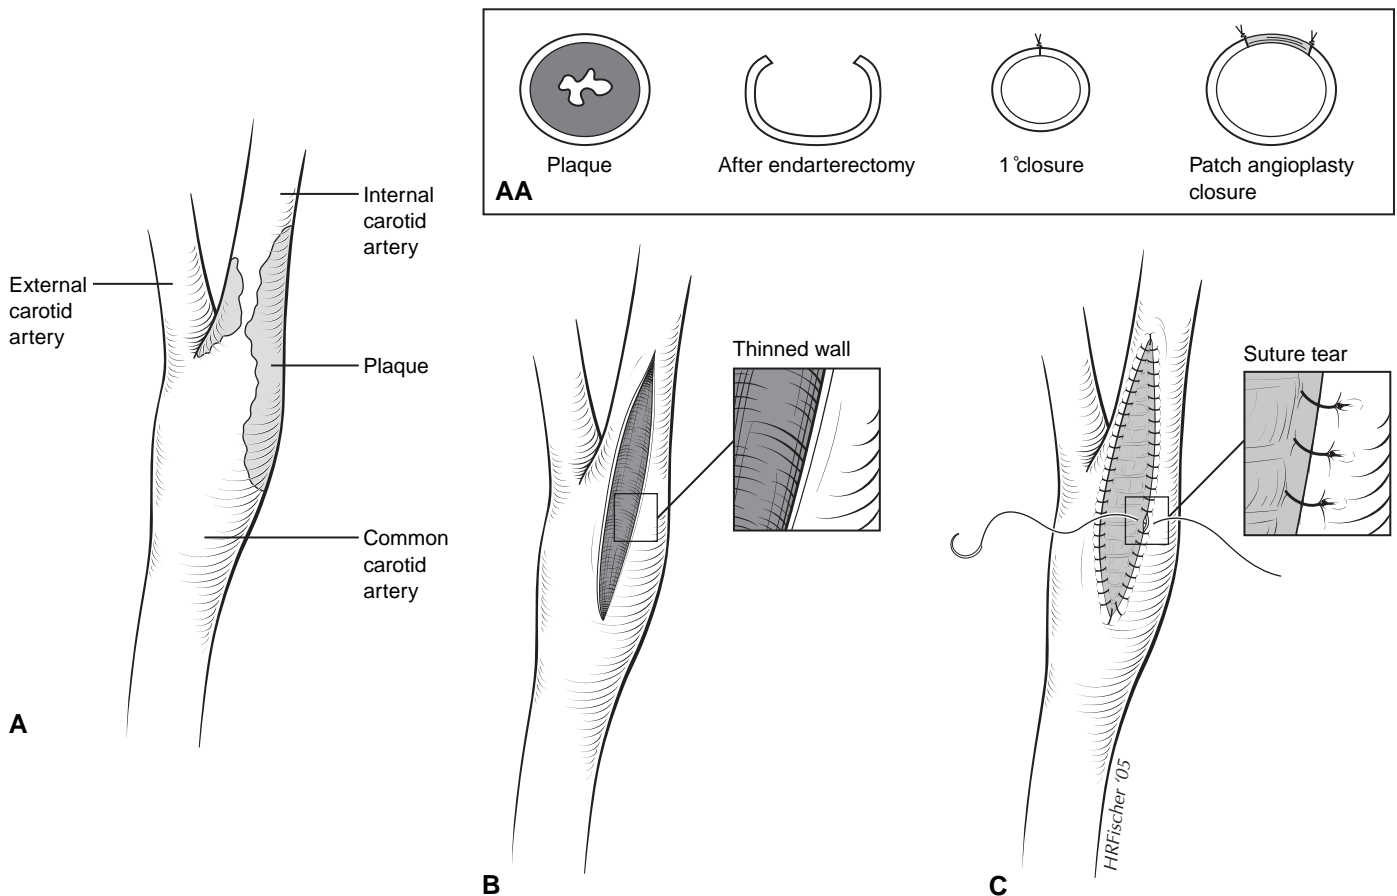 Plaque
After endarterectomy
1°closure
Patch angioplasty
closure
AA
Internal
carotid
artery
External
carotid
artery
Plaque
Common
carotid
artery
A
Thinned wall
B
Suture tear
HRFischer '05
C